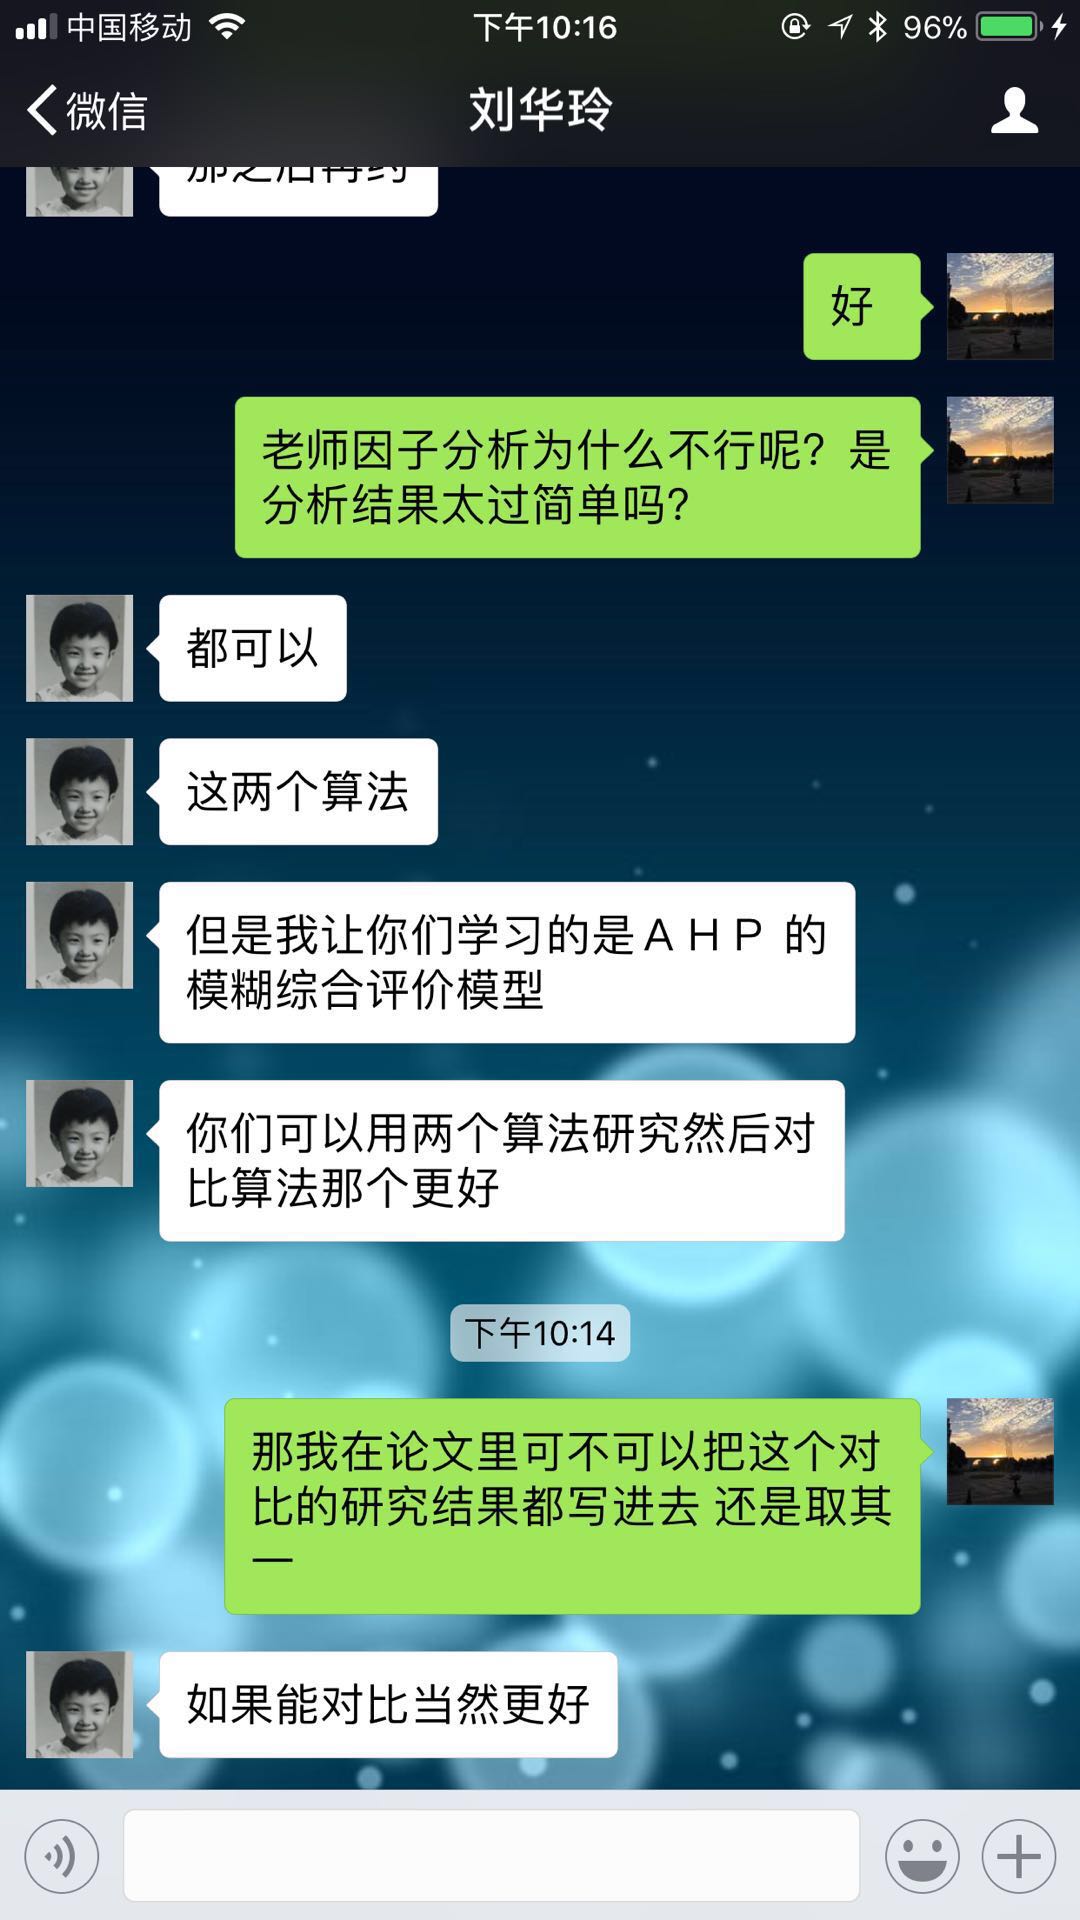 中国移动 下午10:16 96%
微信 刘华玲
那之后再约
好
老师因子分析为什么不行呢？是
分析结果太过简单吗？
都可以
这两个算法
但是我让你们学习的是ＡＨＰ 的
模糊综合评价模型
你们可以用两个算法研究然后对
比算法那个更好
下午10:14
那我在论文里可不可以把这个对
比的研究结果都写进去 还是取其
一
如果能对比当然更好